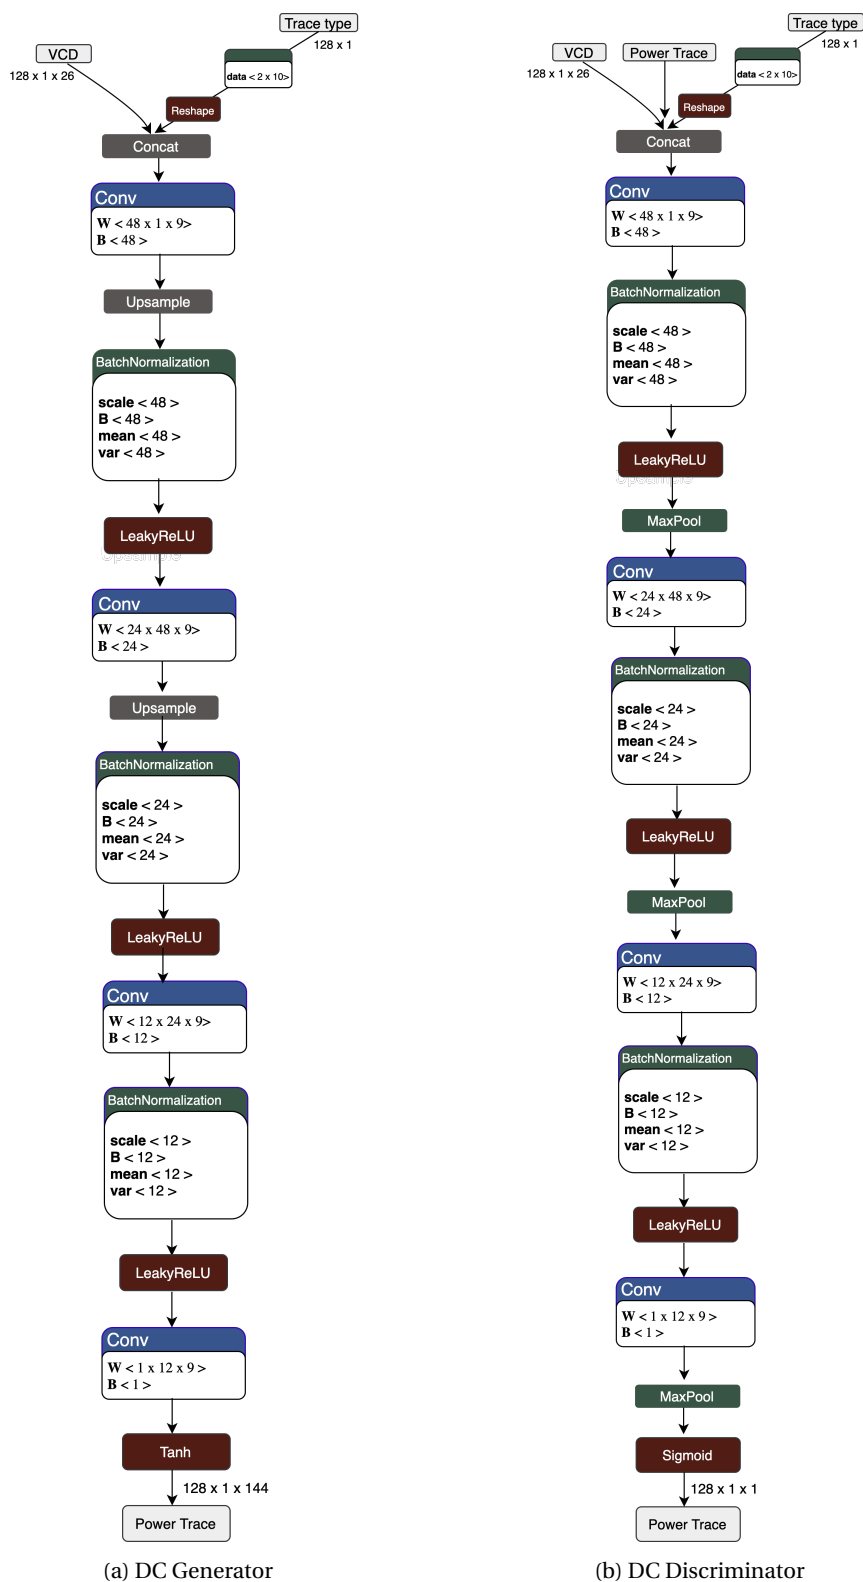 Trace type
128 x 1
VCD
128 x 1 x 26
data < 2 x 10>
Reshape
Concat
Conv
W < 48 x 1 x 9>
B < 48 >
Upsample
BatchNormalization
scale < 48 >
B < 48 >
mean < 48 >
var < 48 >
LeakyReLU
Upsample
Conv
W < 24 x 48 x 9>
B < 24 >
Upsample
BatchNormalization
scale < 24 >
B < 24 >
mean < 24 >
var < 24 >
LeakyReLU
Conv
W < 12 x 24 x 9>
B < 12 >
BatchNormalization
scale < 12 >
B < 12 >
mean < 12 >
var < 12 >
LeakyReLU
Conv
W < 1 x 12 x 9 >
B < 1 >
Tanh
128 x 1 x 144
Power Trace
(a) DC Generator
Trace type
128 x 1
VCD
Power Trace
128 x 1 x 26
data < 2 x 10>
Reshape
Concat
Conv
W < 48 x 1 x 9>
B < 48 >
BatchNormalization
scale < 48 >
B < 48 >
mean < 48 >
var < 48 >
LeakyReLU
Upsample
MaxPool
Conv
W < 24 x 48 x 9>
B < 24 >
BatchNormalization
scale < 24 >
B < 24 >
mean < 24 >
var < 24 >
LeakyReLU
MaxPool
Conv
W < 12 x 24 x 9>
B < 12 >
BatchNormalization
scale < 12 >
B < 12 >
mean < 12 >
var < 12 >
LeakyReLU
Conv
W < 1 x 12 x 9 >
B < 1 >
MaxPool
Sigmoid
128 x 1 x 1
Power Trace
(b) DC Discriminator